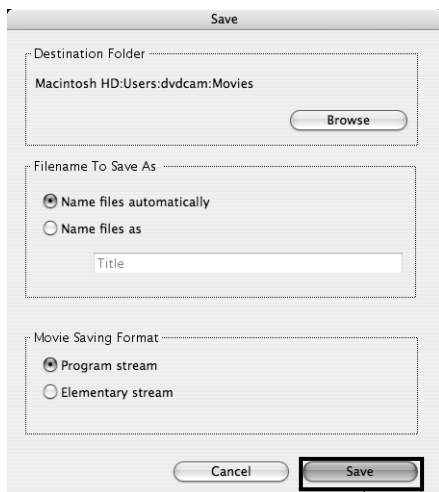 Save
Destination Folder
Macintosh HD:Users:dvdcam:Movies
Browse
Filename To Save As
Name files automatically
Name files as
Title
Movie Saving Format
Program stream
Elementary stream
Cancel
Save